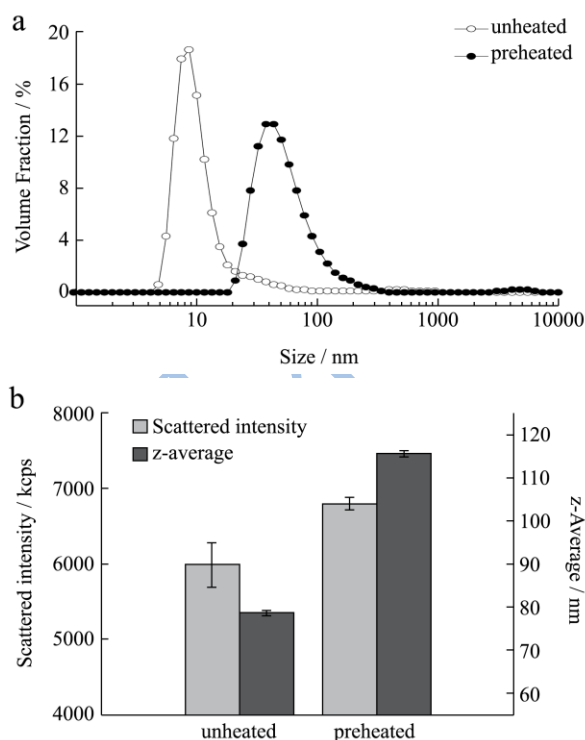 a
unheated
preheated
20
16
12
8
4
0
Volume Fraction / %
10
100
1000
10000
Size / nm
b
Scattered intensity
z-average
8000
7000
6000
5000
4000
Scattered intensity / kcps
120
110
100
90
80
70
60
z-Average / nm
unheated
preheated